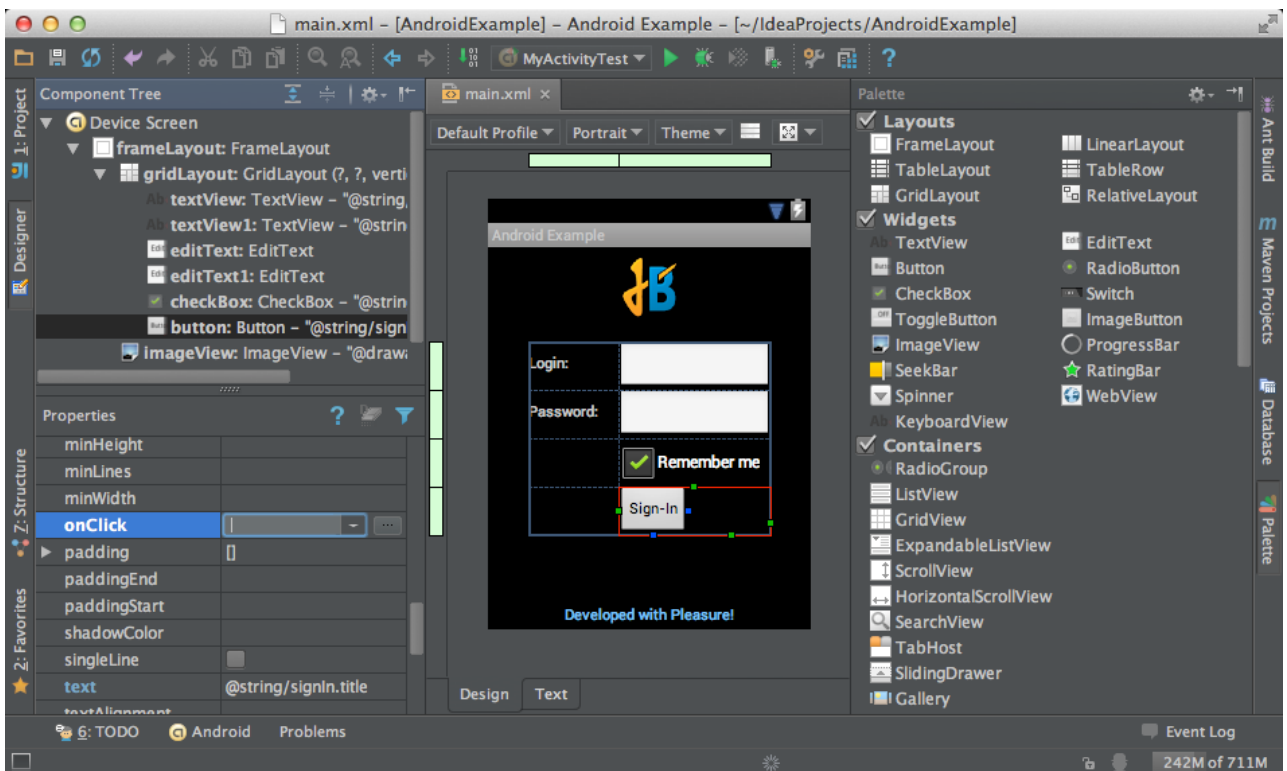 main.xml – [AndroidExample] – Android Example – [~/IdeaProjects/AndroidExample]
MyActivityTest
1: Project
Designer
Z: Structure
2: Favorites
Component Tree
Device Screen
frameLayout: FrameLayout
gridLayout: GridLayout (?, ?, verti
Ab textView: TextView – "@string,
Ab textView1: TextView – "@strin
editText: EditText
editText1: EditText
checkBox: CheckBox – "@strin
button: Button – "@string/sign
imageView: ImageView – "@drawa
Properties
minHeight
minLines
minWidth
onClick
padding []
paddingEnd
paddingStart
shadowColor
singleLine
text @string/signIn.title
textAlignment
main.xml
Default Profile Portrait Theme
Android Example
Login:
Password:
Remember me
Sign-In
Developed with Pleasure!
Design Text
Palette
Layouts
FrameLayout LinearLayout
TableLayout TableRow
GridLayout RelativeLayout
Widgets
Ab TextView EditText
Button RadioButton
CheckBox Switch
ToggleButton ImageButton
ImageView ProgressBar
SeekBar RatingBar
Spinner WebView
Ab KeyboardView
Containers
RadioGroup
ListView
GridView
ExpandableListView
ScrollView
HorizontalScrollView
SearchView
TabHost
SlidingDrawer
Gallery
Ant Build
Maven Projects
Database
Palette
6: TODO Android Problems Event Log
242M of 711M